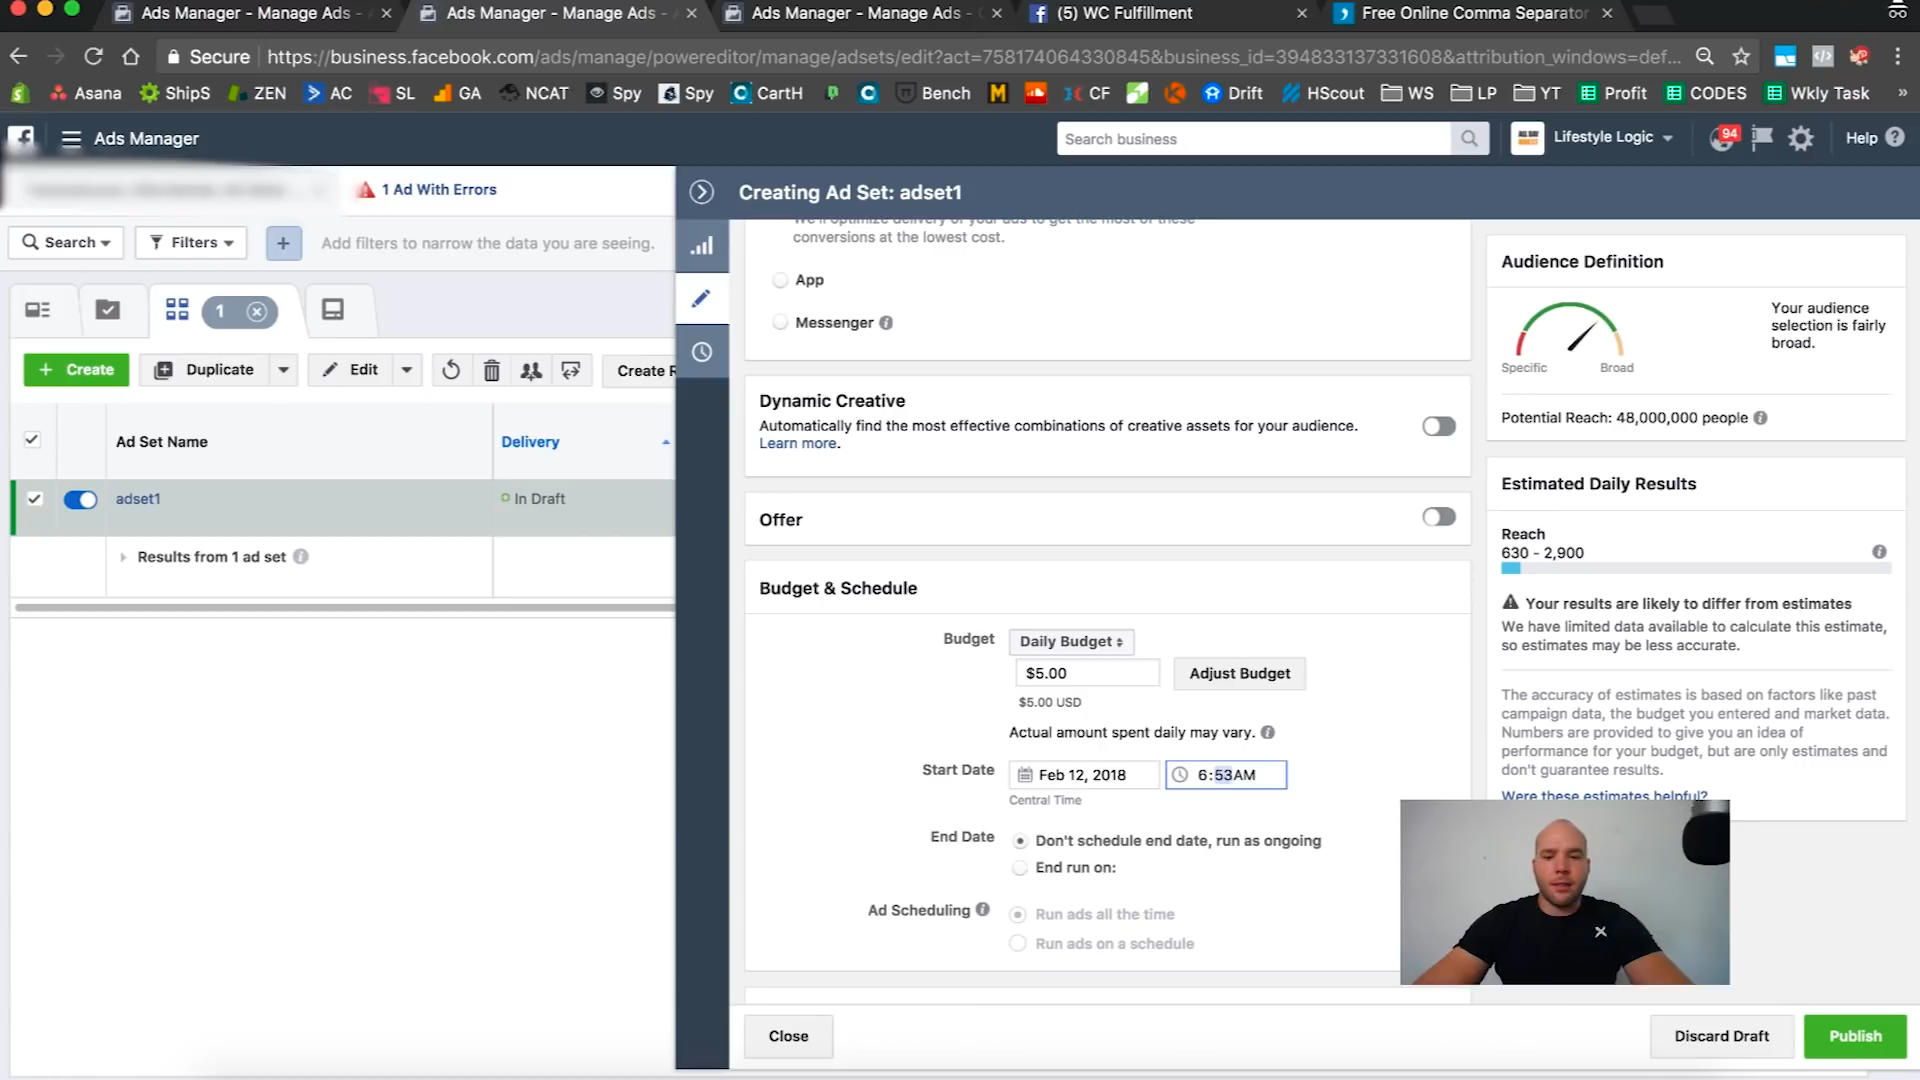 Ads Manager - Manage Ads -
Ads Manager - Manage Ads -
Ads Manager - Manage Ads -
(5) WC Fulfillment
Free Online Comma Separator
Secure
https://business.facebook.com/ads/manage/powereditor/manage/adsets/edit?act=758174064330845&business_id=394833137331608&attribution_windows=def...
Asana
ShipS
ZEN
AC
SL
GA
NCAT
Spy
Spy
CartH
Bench
CF
Drift
HScout
WS
LP
YT
Profit
CODES
Wkly Task
»
Ads Manager
Search business
Lifestyle Logic
94
Help
1 Ad With Errors
Creating Ad Set: adset1
Search
Filters
Add filters to narrow the data you are seeing.
1
Create
Duplicate
Edit
Create R
Ad Set Name
Delivery
adset1
In Draft
Results from 1 ad set
We'll optimize delivery of your ads to get the most of these
conversions at the lowest cost.
App
Messenger
Dynamic Creative
Automatically find the most effective combinations of creative assets for your audience.
Learn more.
Offer
Budget & Schedule
Budget
Daily Budget
$5.00
Adjust Budget
$5.00 USD
Actual amount spent daily may vary.
Start Date
Feb 12, 2018
6:53AM
Central Time
End Date
Don't schedule end date, run as ongoing
End run on:
Ad Scheduling
Run ads all the time
Run ads on a schedule
Close
Discard Draft
Publish
Audience Definition
Your audience
selection is fairly
broad.
Specific
Broad
Potential Reach: 48,000,000 people
Estimated Daily Results
Reach
630 - 2,900
Your results are likely to differ from estimates
We have limited data available to calculate this estimate,
so estimates may be less accurate.
The accuracy of estimates is based on factors like past
campaign data, the budget you entered and market data.
Numbers are provided to give you an idea of
performance for your budget, but are only estimates and
don't guarantee results.
Were these estimates helpful?